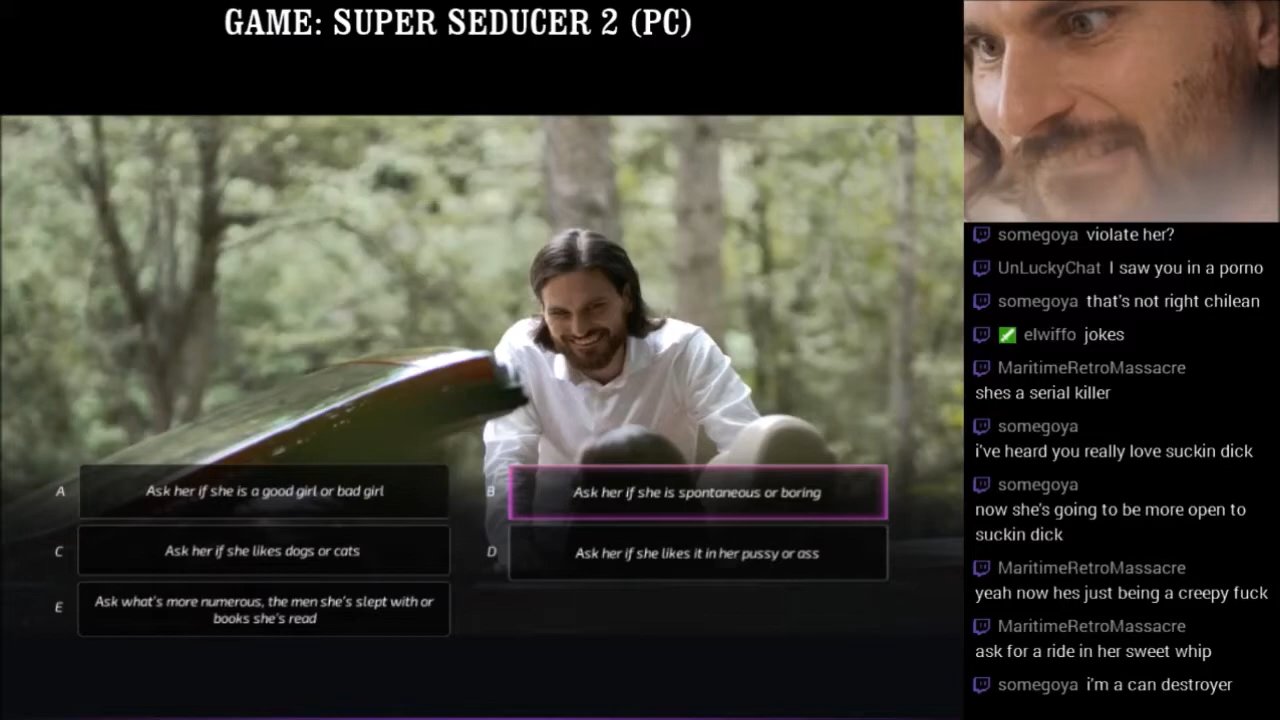 GAME: SUPER SEDUCER 2 (PC)
A Ask her if she is a good girl or bad girl
B Ask her if she is spontaneous or boring
C Ask her if she likes dogs or cats
D Ask her if she likes it in her pussy or ass
E Ask what's more numerous, the men she's slept with or
books she's read
somegoya violate her?
UnLuckyChat I saw you in a porno
somegoya that's not right chilean
elwiffo jokes
MaritimeRetroMassacre
shes a serial killer
somegoya
i've heard you really love suckin dick
somegoya
now she's going to be more open to
suckin dick
MaritimeRetroMassacre
yeah now hes just being a creepy fuck
MaritimeRetroMassacre
ask for a ride in her sweet whip
somegoya i'm a can destroyer